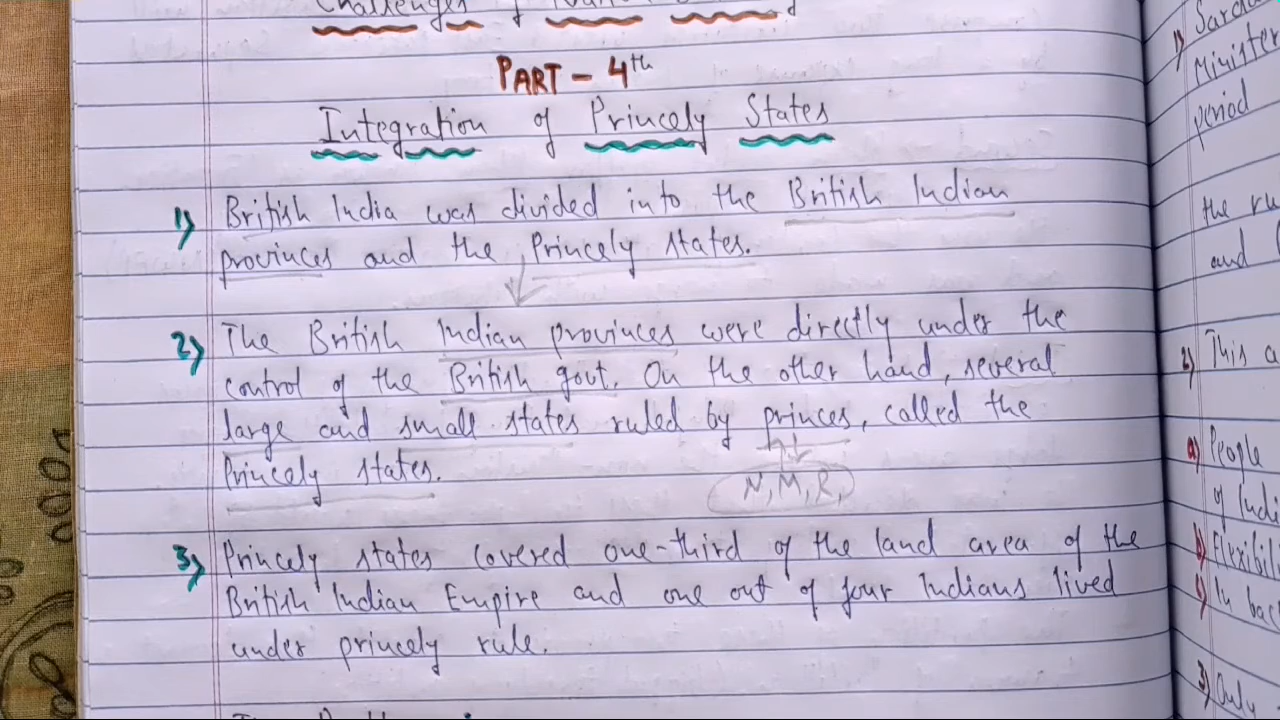 Challenges of
PART - 4th
Integration of Princely States
1) British India was divided into the British Indian
provinces and the Princely states.
2) The British Indian provinces were directly under the
control of the British govt. On the other hand, several
large and small states ruled by princes, called the
Princely states.
N, M, R,
3) Princely states covered one-third of the land area of the
British Indian Empire and one out of four Indians lived
under princely rule.
1)
Minister
period
the
and
2) This
a) People
of
b)
c) In
3) Only